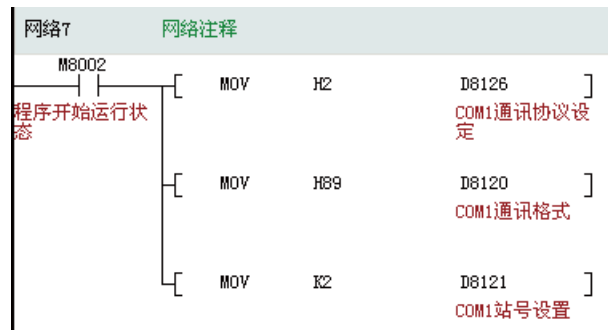 网络7 网络注释
M8002
程序开始运行状
态
[ MOV H2 D8126 ]
COM1通讯协议设
定
[ MOV H89 D8120 ]
COM1通讯格式
[ MOV K2 D8121 ]
COM1站号设置